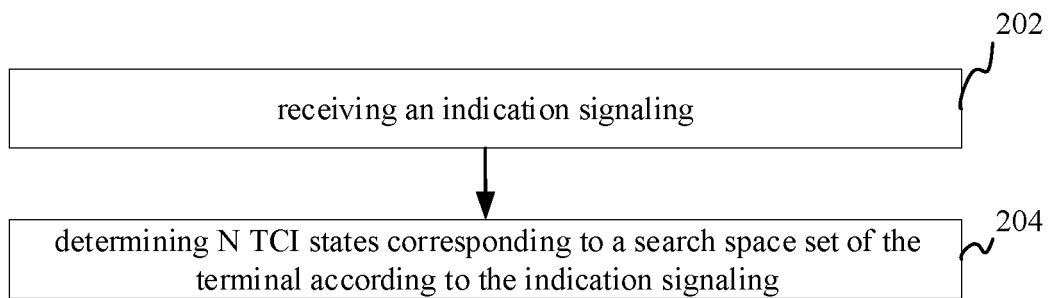 202
receiving an indication signaling
204
determining N TCI states corresponding to a search space set of the
terminal according to the indication signaling